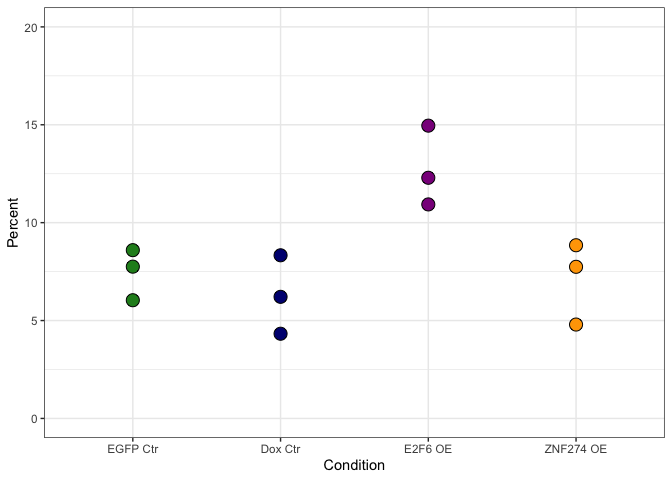 20
15
10
5
0
Percent
EGFP Ctr
Dox Ctr
E2F6 OE
ZNF274 OE
Condition